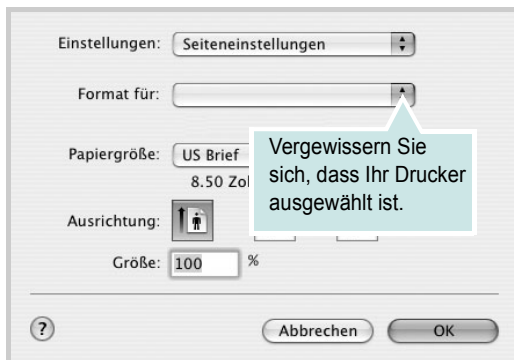 Einstellungen: Seiteneinstellungen
Format für:
Vergewissern Sie
sich, dass Ihr Drucker
ausgewählt ist.
Papiergröße: US Brief
8.50
Ausrichtung:
Größe: 100 %
? Abbrechen OK